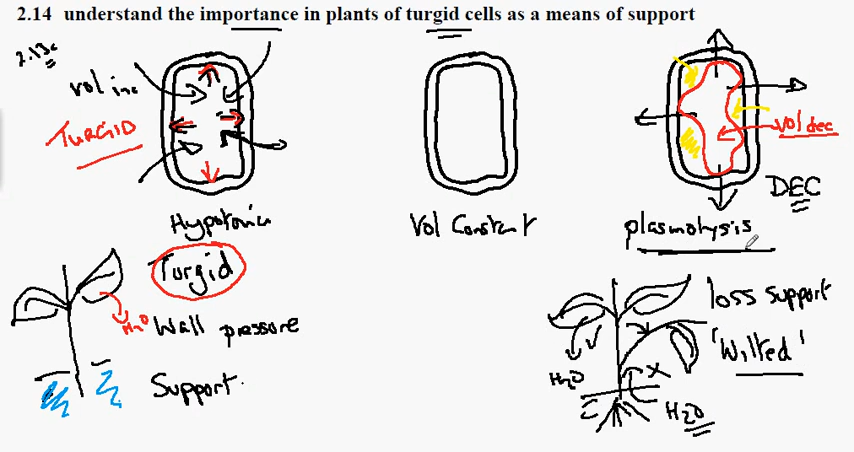 2.14 understand the importance in plants of turgid cells as a means of support
2.13c
vol inc
TURGID
vol dec
DEC
Hypotonic
Vol Constant
plasmolysis
Turgid
H2O Wall pressure
Support.
loss support
'Wilted'
H2O
X
H2O